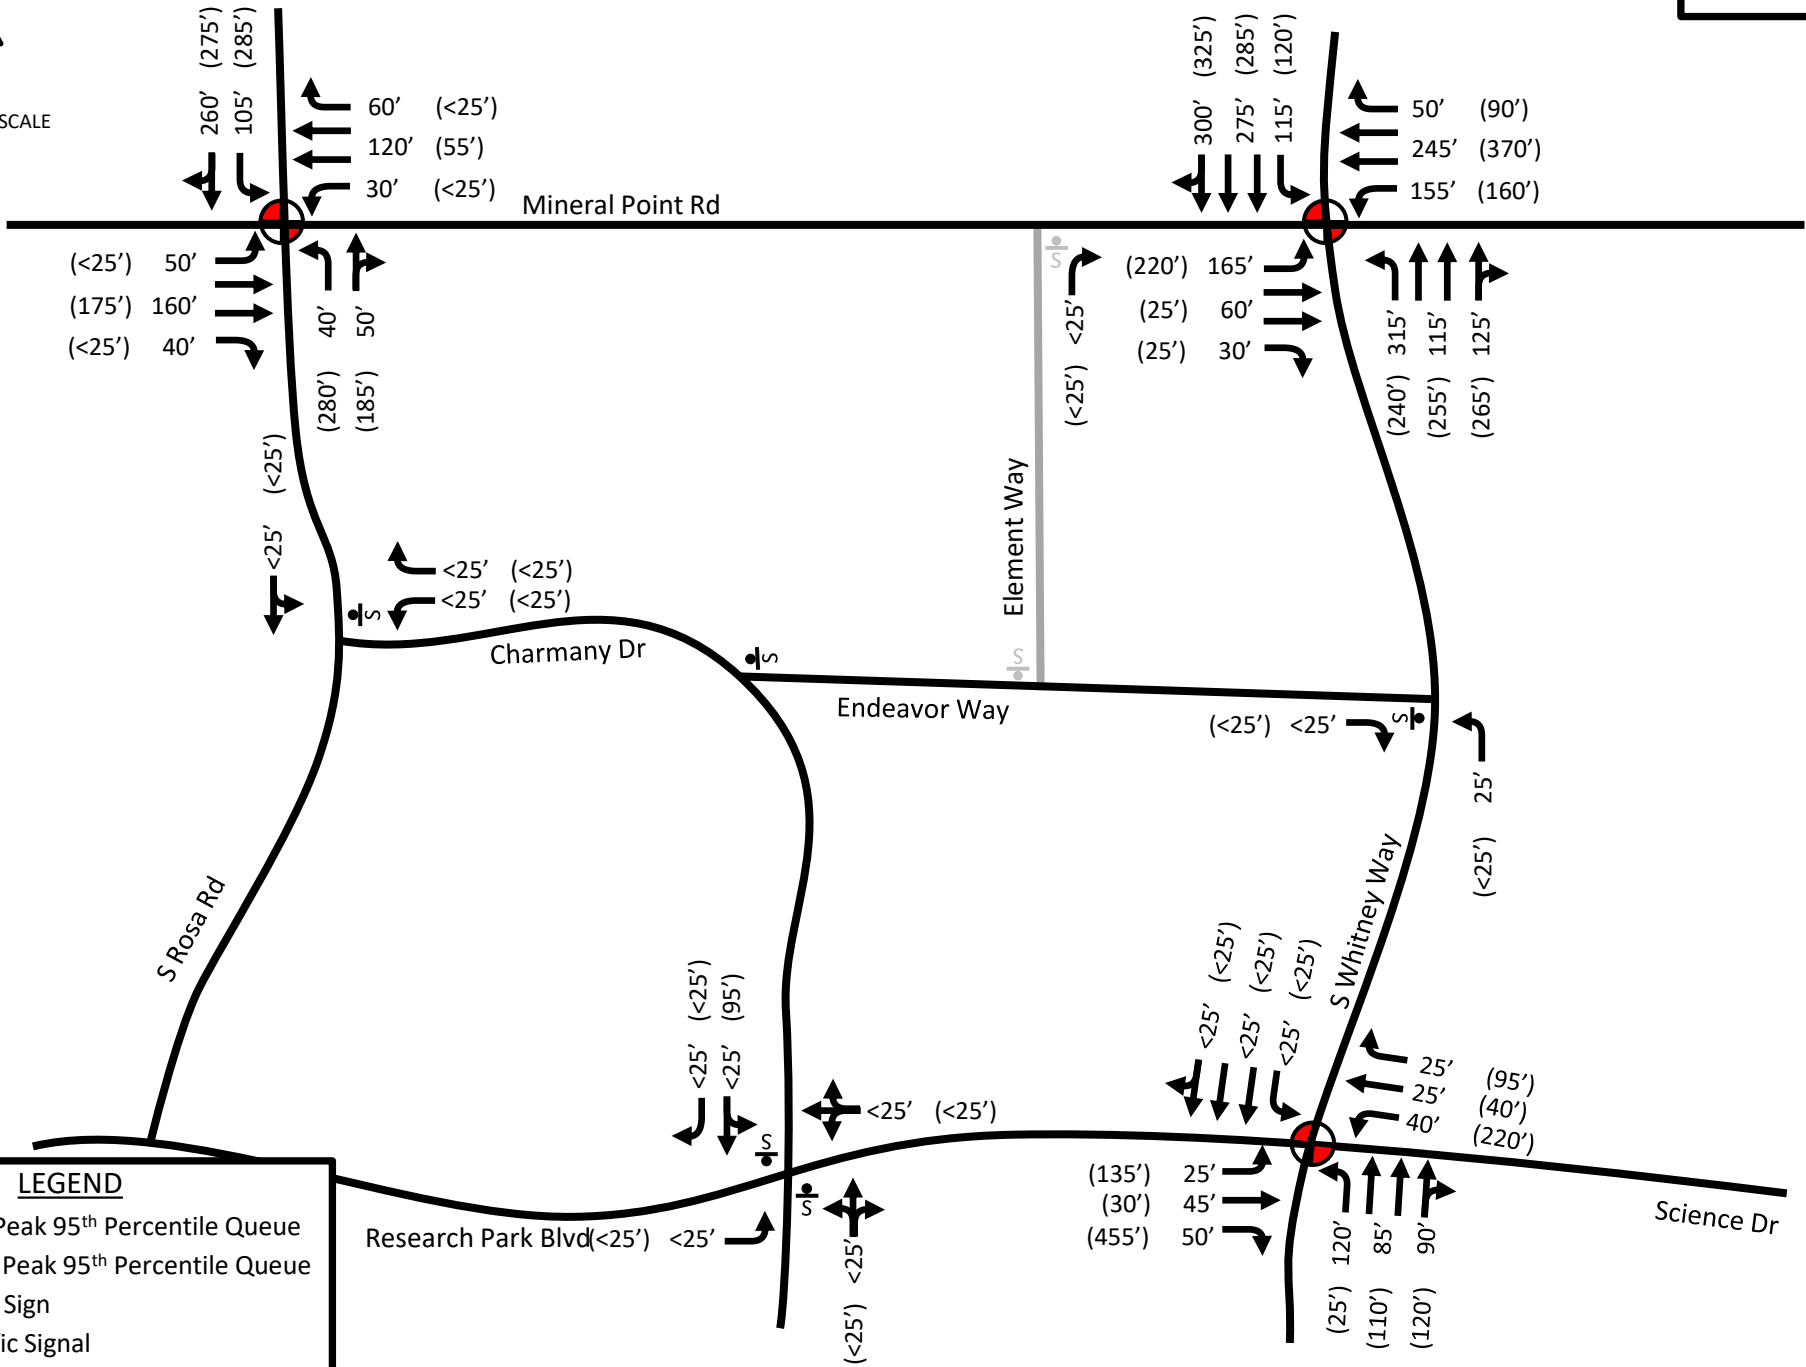 SCALE
260’ (275’)
105’ (285’)
60’ (<25’)
120’ (55’)
30’ (<25’)
Mineral Point Rd
(<25’) 50’
(175’) 160’
(<25’) 40’
(280’) 40’
(185’) 50’
300’ (325’)
275’ (285’)
115’ (120’)
50’ (90’)
245’ (370’)
155’ (160’)
S
(<25’) <25’
(220’) 165’
(25’) 60’
(25’) 30’
(240’) 315’
(255’) 115’
(265’) 125’
<25’ (<25’)
<25’ (<25’)
<25’ (<25’)
S
Charmany Dr
Element Way
S
S
Endeavor Way
(<25’) <25’
S
(<25’) 25’
S Rosa Rd
S Whitney Way
<25’ (<25’)
<25’ (95’)
<25’ (<25’)
S
S
Research Park Blvd
(<25’) <25’
(<25’) <25’
<25’ (<25’)
<25’ (<25’)
<25’ (<25’)
25’ (95’)
25’ (40’)
40’ (220’)
(135’) 25’
(30’) 45’
(455’) 50’
(25’) 120’
(110’) 85’
(120’) 90’
Science Dr
LEGEND
Peak 95th Percentile Queue
Peak 95th Percentile Queue
Sign
ic Signal